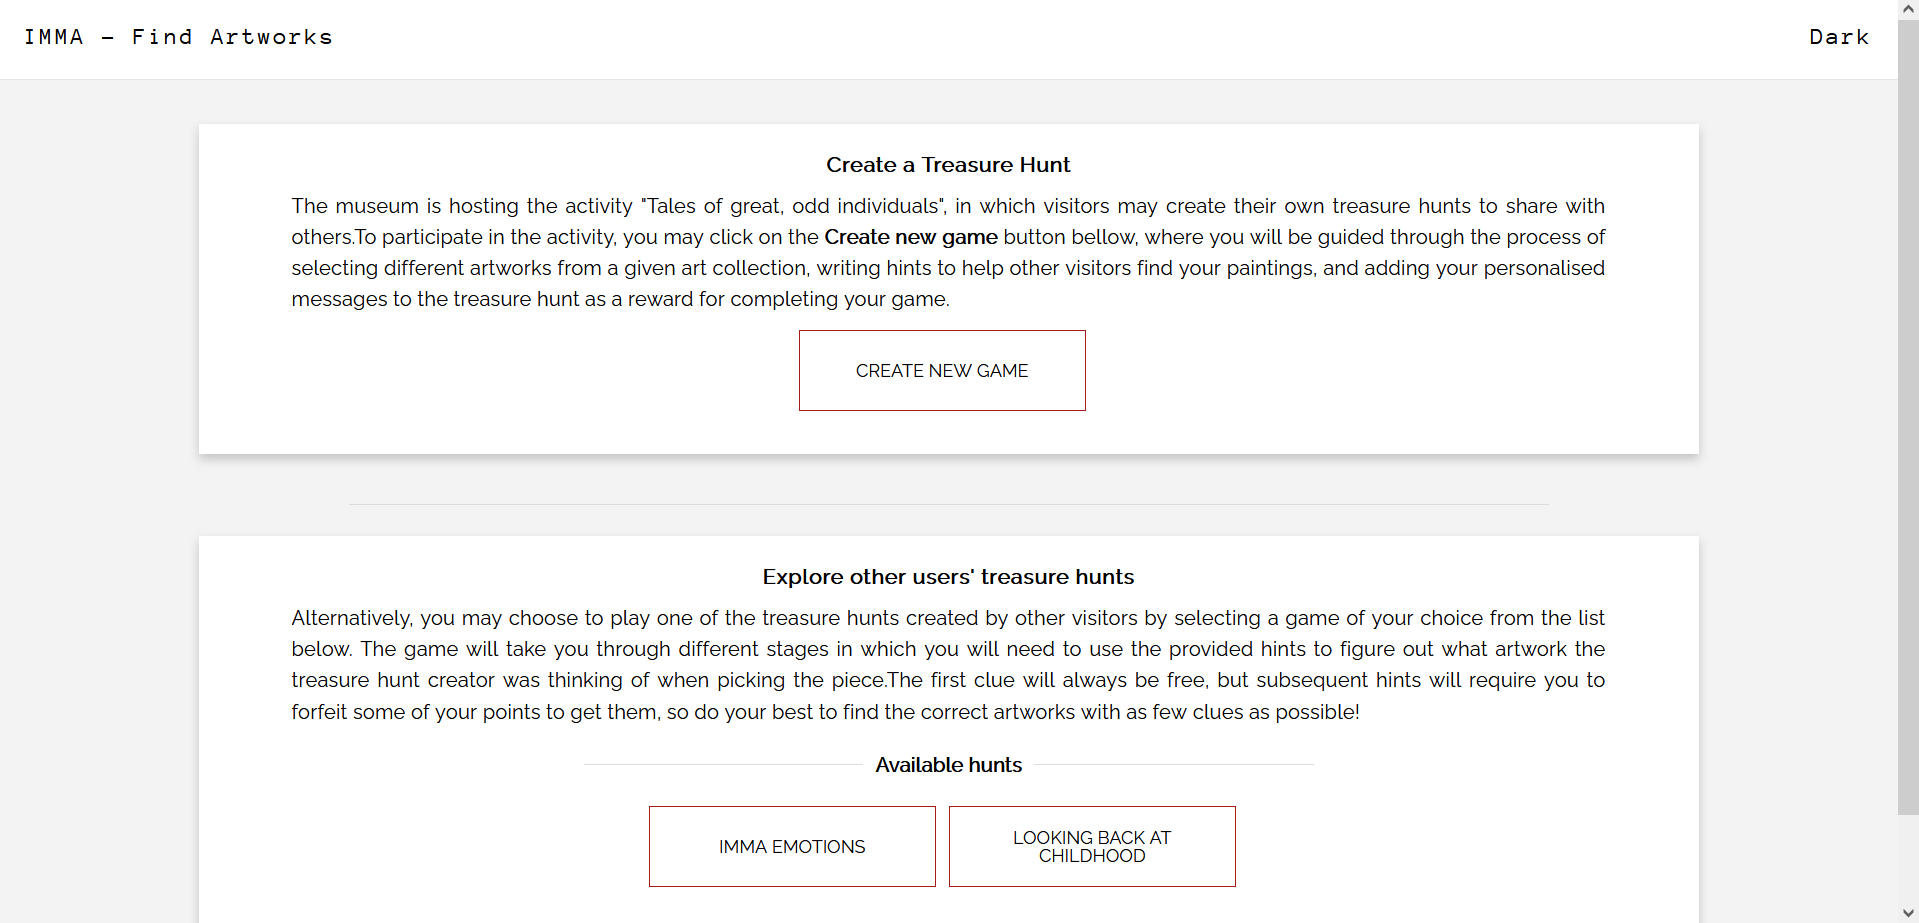 IMMA - Find Artworks
Dark
Create a Treasure Hunt
The museum is hosting the activity "Tales of great, odd individuals", in which visitors may create their own treasure hunts to share with
others.To participate in the activity, you may click on the Create new game button bellow, where you will be guided through the process of
selecting different artworks from a given art collection, writing hints to help other visitors find your paintings, and adding your personalised
messages to the treasure hunt as a reward for completing your game.
CREATE NEW GAME
Explore other users' treasure hunts
Alternatively, you may choose to play one of the treasure hunts created by other visitors by selecting a game of your choice from the list
below. The game will take you through different stages in which you will need to use the provided hints to figure out what artwork the
treasure hunt creator was thinking of when picking the piece.The first clue will always be free, but subsequent hints will require you to
forfeit some of your points to get them, so do your best to find the correct artworks with as few clues as possible!
Available hunts
IMMA EMOTIONS
LOOKING BACK AT
CHILDHOOD